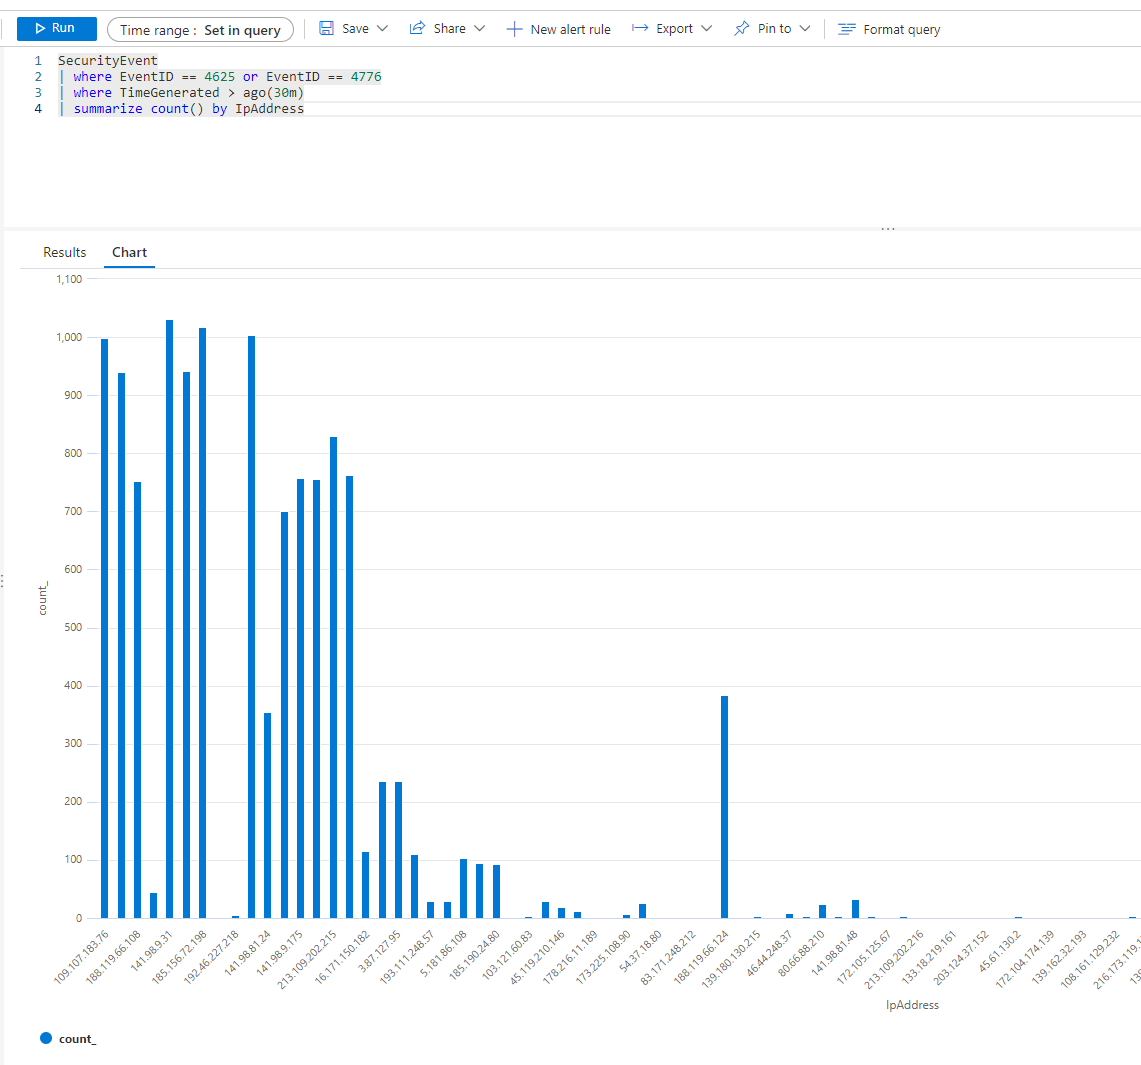 Run
Time range : Set in query
Save
Share
New alert rule
Export
Pin to
Format query
1 SecurityEvent
2 | where EventID == 4625 or EventID == 4776
3 | where TimeGenerated > ago(30m)
4 | summarize count() by IpAddress
...
Results
Chart
1,100
1,000
900
800
700
600
500
400
300
200
100
0
count_
109.107.183.76
188.119.66.108
141.98.9.31
185.156.72.198
192.46.227.218
141.98.81.24
141.98.9.175
213.109.202.215
16.171.150.182
3.87.127.95
193.111.248.57
5.181.86.108
185.190.24.80
103.121.60.83
45.119.210.146
178.216.11.189
173.225.108.90
54.37.18.80
83.171.248.212
188.119.66.124
139.180.130.215
46.44.248.37
80.66.88.210
141.98.81.48
172.105.125.67
213.109.202.216
133.18.219.161
203.124.37.152
45.61.130.2
172.104.174.139
139.162.32.193
108.161.129.232
IpAddress
count_